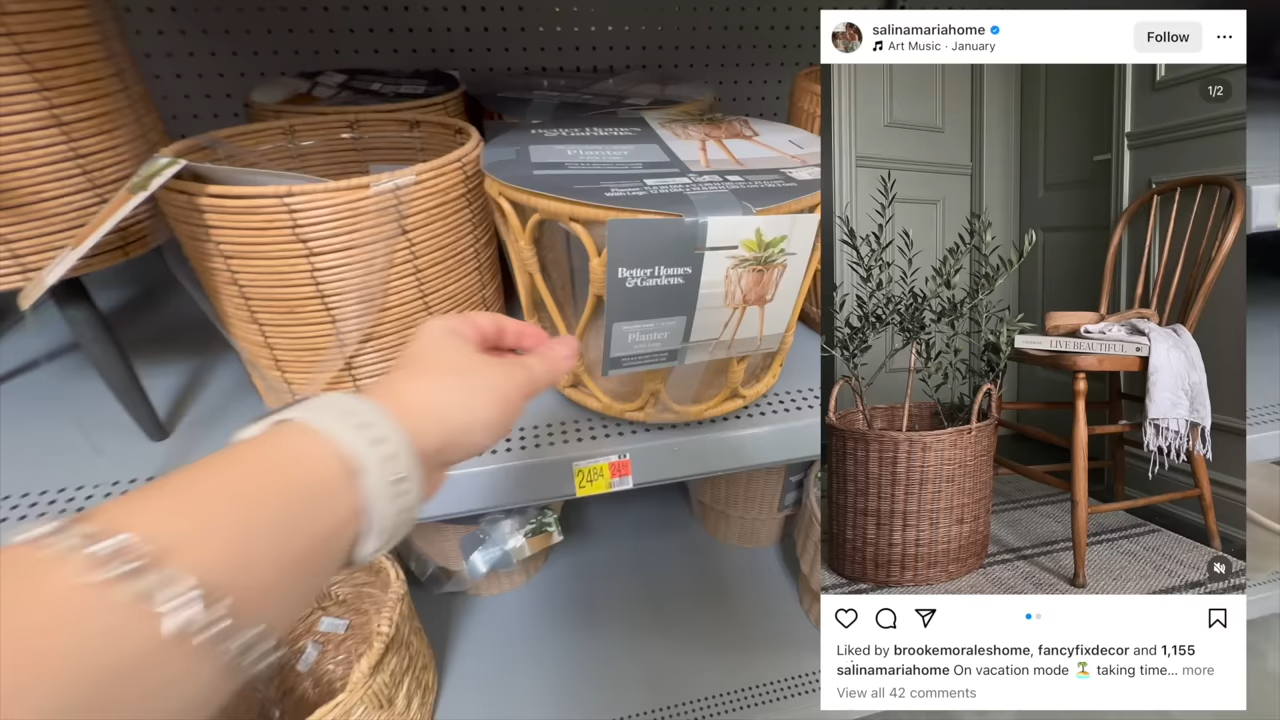 Better Homes
& Gardens.
Planter
Better Homes
& Gardens.
Planter
2484
24
salinamariahome
Art Music · January
Follow
1/2
LIVE BEAUTIFUL
Liked by brookemoraleshome, fancyfixdecor and 1,155
salinamariahome On vacation mode 🏝️ taking time... more
View all 42 comments